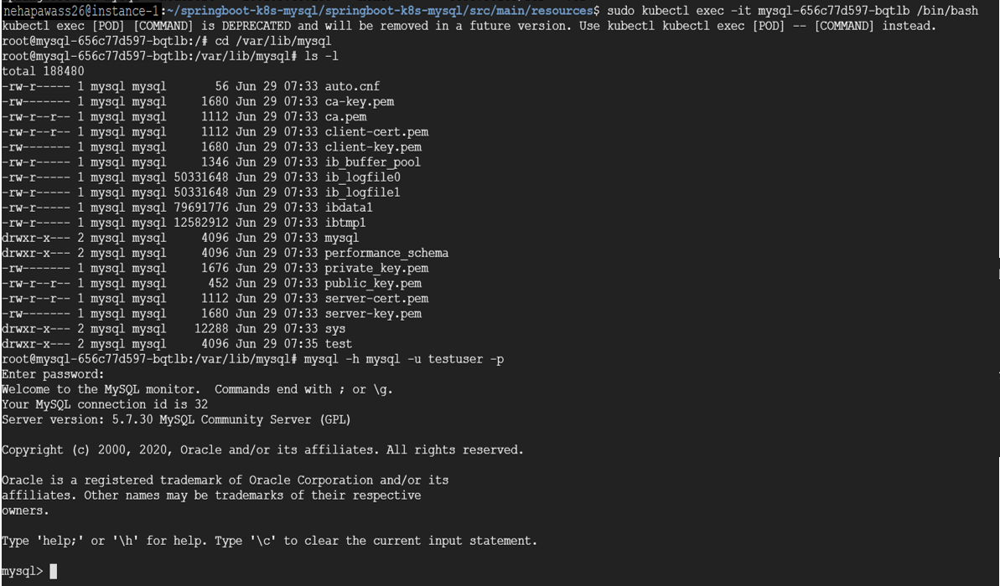 nehapawass26@instance-1:~/springboot-k8s-mysql/springboot-k8s-mysql/src/main/resources$ sudo kubectl exec -it mysql-656c77d597-bqtlb /bin/bash
kubectl exec [POD] [COMMAND] is DEPRECATED and will be removed in a future version. Use kubectl kubectl exec [POD] -- [COMMAND] instead.
root@mysql-656c77d597-bqtlb:/# cd /var/lib/mysql
root@mysql-656c77d597-bqtlb:/var/lib/mysql# ls -l
total 188480
-rw-r----- 1 mysql mysql       56 Jun 29 07:33 auto.cnf
-rw------- 1 mysql mysql     1680 Jun 29 07:33 ca-key.pem
-rw-r--r-- 1 mysql mysql     1112 Jun 29 07:33 ca.pem
-rw-r--r-- 1 mysql mysql     1112 Jun 29 07:33 client-cert.pem
-rw------- 1 mysql mysql     1680 Jun 29 07:33 client-key.pem
-rw-r----- 1 mysql mysql     1346 Jun 29 07:33 ib_buffer_pool
-rw-r----- 1 mysql mysql 50331648 Jun 29 07:33 ib_logfile0
-rw-r----- 1 mysql mysql 50331648 Jun 29 07:33 ib_logfile1
-rw-r----- 1 mysql mysql 79691776 Jun 29 07:33 ibdata1
-rw-r----- 1 mysql mysql 12582912 Jun 29 07:33 ibtmp1
drwxr-x--- 2 mysql mysql     4096 Jun 29 07:33 mysql
drwxr-x--- 2 mysql mysql     4096 Jun 29 07:33 performance_schema
-rw------- 1 mysql mysql     1676 Jun 29 07:33 private_key.pem
-rw-r--r-- 1 mysql mysql      452 Jun 29 07:33 public_key.pem
-rw-r--r-- 1 mysql mysql     1112 Jun 29 07:33 server-cert.pem
-rw------- 1 mysql mysql     1680 Jun 29 07:33 server-key.pem
drwxr-x--- 2 mysql mysql    12288 Jun 29 07:33 sys
drwxr-x--- 2 mysql mysql     4096 Jun 29 07:35 test
root@mysql-656c77d597-bqtlb:/var/lib/mysql# mysql -h mysql -u testuser -p
Enter password:
Welcome to the MySQL monitor.  Commands end with ; or \g.
Your MySQL connection id is 32
Server version: 5.7.30 MySQL Community Server (GPL)
Copyright (c) 2000, 2020, Oracle and/or its affiliates. All rights reserved.
Oracle is a registered trademark of Oracle Corporation and/or its
affiliates. Other names may be trademarks of their respective
owners.
Type 'help;' or '\h' for help. Type '\c' to clear the current input statement.
mysql>